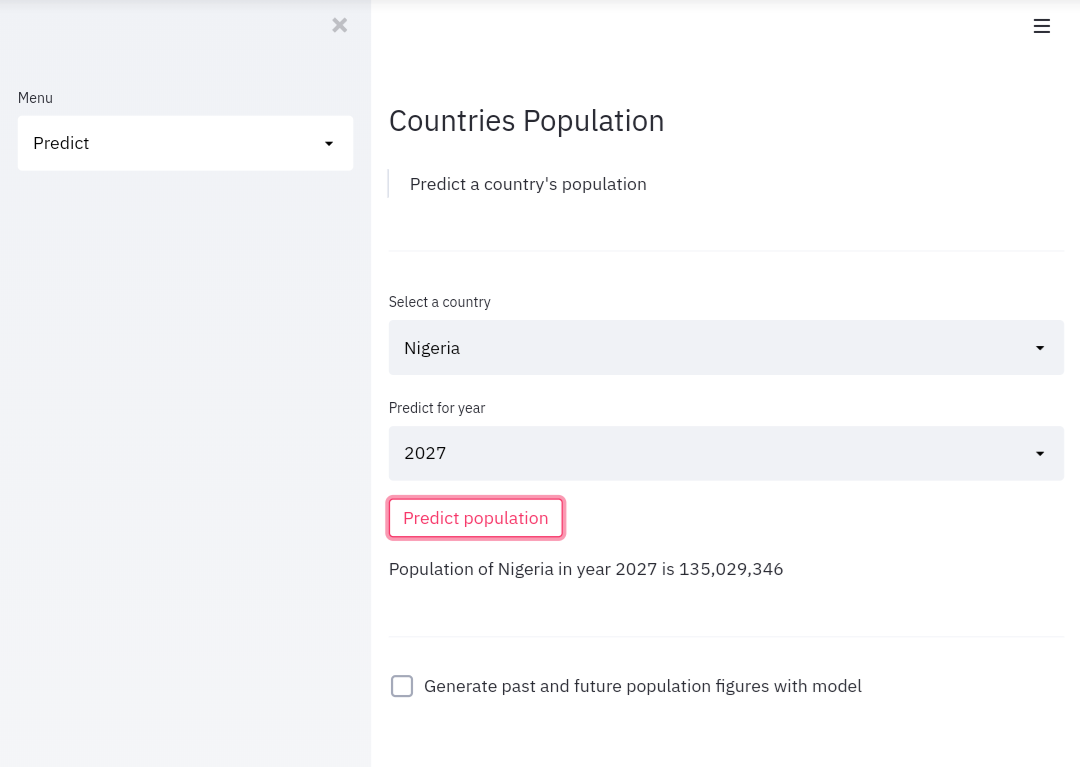 Menu
Predict
Countries Population
Predict a country's population
Select a country
Nigeria
Predict for year
2027
Predict population
Population of Nigeria in year 2027 is 135,029,346
Generate past and future population figures with model